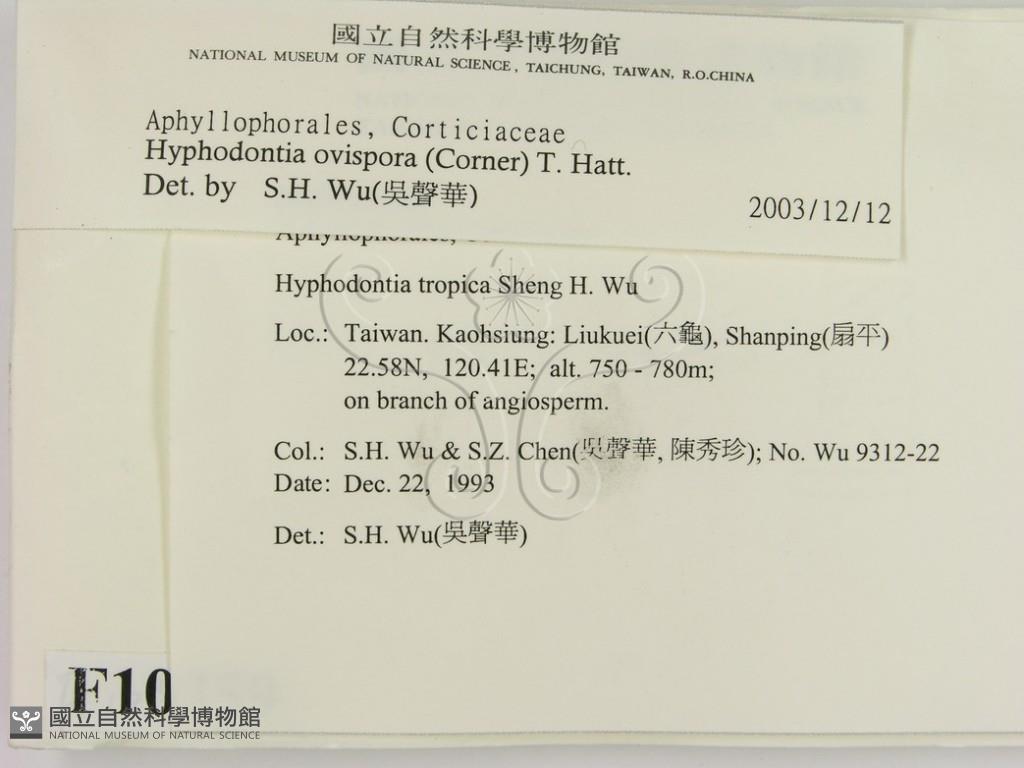 國立自然科學博物館
NATIONAL MUSEUM OF NATURAL SCIENCE, TAICHUNG, TAIWAN, R.O.CHINA
Aphyllophorales, Corticiaceae
Hyphodontia ovispora (Corner) T. Hatt.
Det. by S.H. Wu(吳聲華)
2003/12/12
Aphyllophorales,
Hyphodontia tropica Sheng H. Wu
Loc.: Taiwan. Kaohsiung: Liukuei(六龜), Shanping(扇平)
22.58N, 120.41E; alt. 750 - 780m;
on branch of angiosperm.
Col.: S.H. Wu & S.Z. Chen(吳聲華, 陳秀珍); No. Wu 9312-22
Date: Dec. 22, 1993
Det.: S.H. Wu(吳聲華)
F10
國立自然科學博物館
NATIONAL MUSEUM OF NATURAL SCIENCE